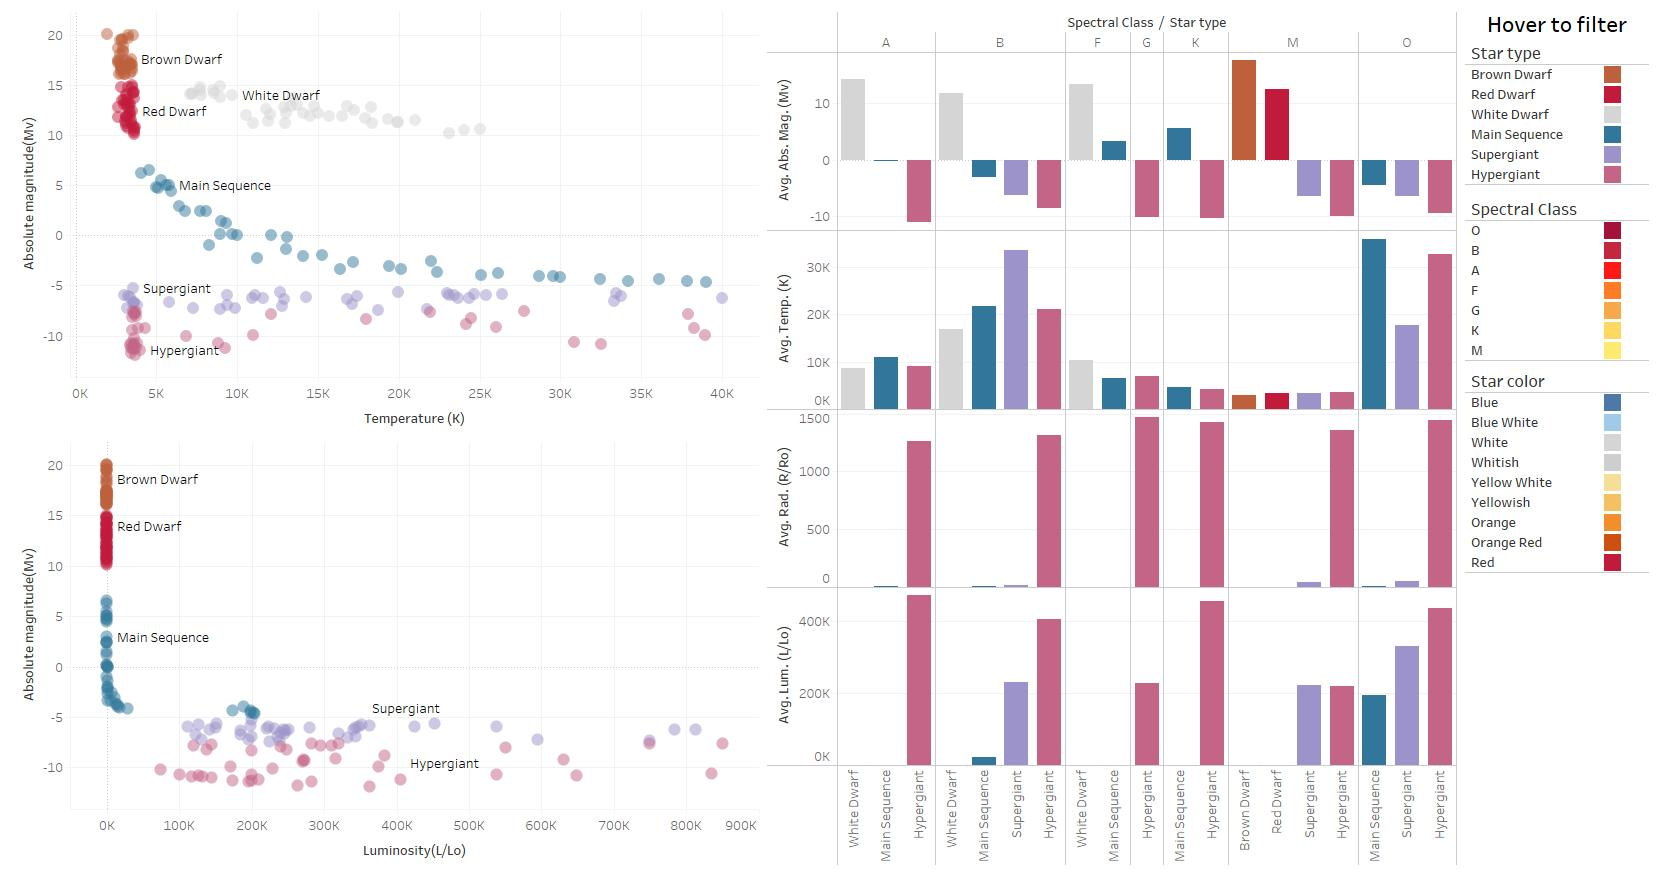 Absolute magnitude(Mv)
20
15
10
5
0
-5
-10
Brown Dwarf
Red Dwarf
White Dwarf
Main Sequence
Supergiant
Hypergiant
0K 5K 10K 15K 20K 25K 30K 35K 40K
Temperature (K)
Absolute magnitude(Mv)
20
15
10
5
0
-5
-10
Brown Dwarf
Red Dwarf
Main Sequence
Supergiant
Hypergiant
0K 100K 200K 300K 400K 500K 600K 700K 800K 900K
Luminosity(L/Lo)
Spectral Class / Star type
A B F G K M O
Avg. Abs. Mag. (Mv)
10
0
-10
Avg. Temp. (K)
30K
20K
10K
0K
Avg. Rad. (R/Ro)
1500
1000
500
0
Avg. Lum. (L/Lo)
400K
200K
0K
White Dwarf
Main Sequence
Hypergiant
White Dwarf
Main Sequence
Supergiant
Hypergiant
White Dwarf
Main Sequence
Hypergiant
Main Sequence
Hypergiant
Brown Dwarf
Red Dwarf
Supergiant
Hypergiant
Main Sequence
Supergiant
Hypergiant
Hover to filter
Star type
Brown Dwarf
Red Dwarf
White Dwarf
Main Sequence
Supergiant
Hypergiant
Spectral Class
O
B
A
F
G
K
M
Star color
Blue
Blue White
White
Whitish
Yellow White
Yellowish
Orange
Orange Red
Red